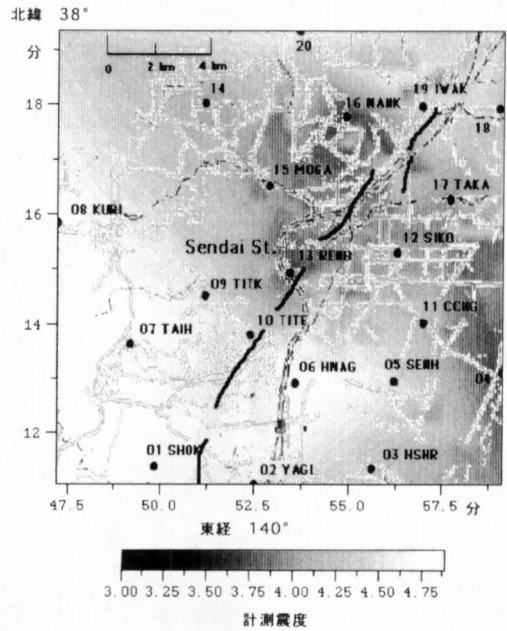 北緯 38°
分
20
0 2 km 4 km
14
19 IWAK
16 NANK
18
18
15 MOGA
17 TAKA
08 KURI
16
12 SIKO
Sendai St.
13 RENB
09 TITK
11 CCHG
14
10 TITE
07 TAIH
06 HNAG
05 SENH
04
12
01 SHOK
02 YAGI
03 HSHR
47.5 50.0 52.5 55.0 57.5 分
東経 140°
3.00 3.25 3.50 3.75 4.00 4.25 4.50 4.75
計測震度